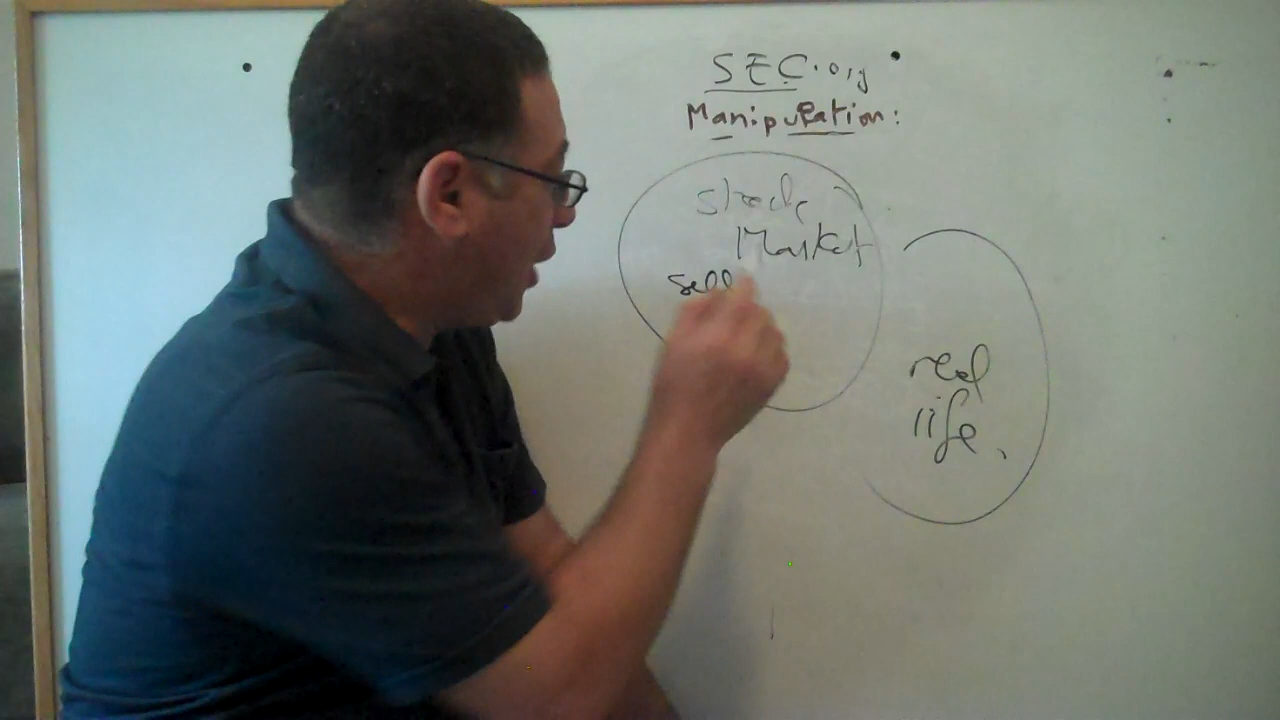 SEC.org
Manipulation:
stock
Market
sell
real
life.